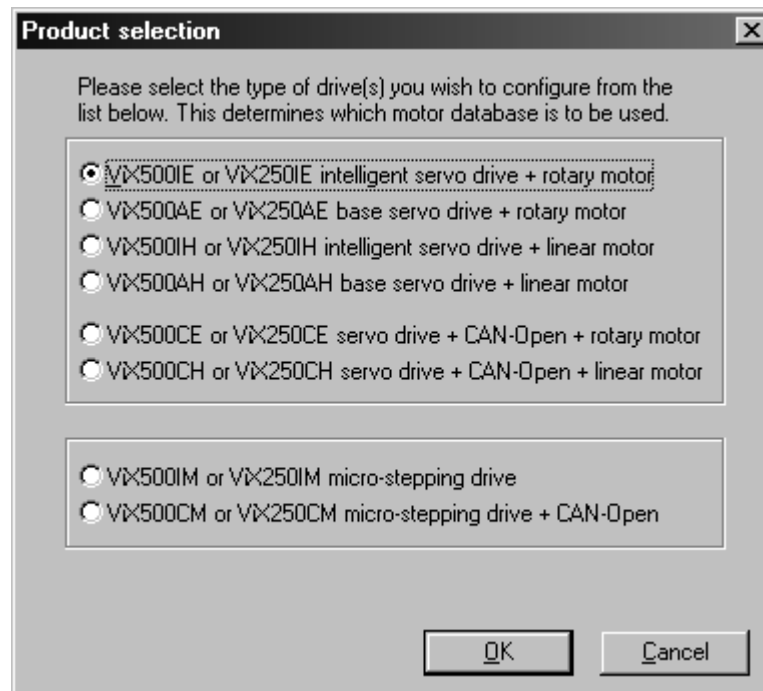 Product selection
Please select the type of drive(s) you wish to configure from the
list below. This determines which motor database is to be used.
ViX500IE or ViX250IE intelligent servo drive + rotary motor
ViX500AE or ViX250AE base servo drive + rotary motor
ViX500IH or ViX250IH intelligent servo drive + linear motor
ViX500AH or ViX250AH base servo drive + linear motor
ViX500CE or ViX250CE servo drive + CAN-Open + rotary motor
ViX500CH or ViX250CH servo drive + CAN-Open + linear motor
ViX500IM or ViX250IM micro-stepping drive
ViX500CM or ViX250CM micro-stepping drive + CAN-Open
OK Cancel